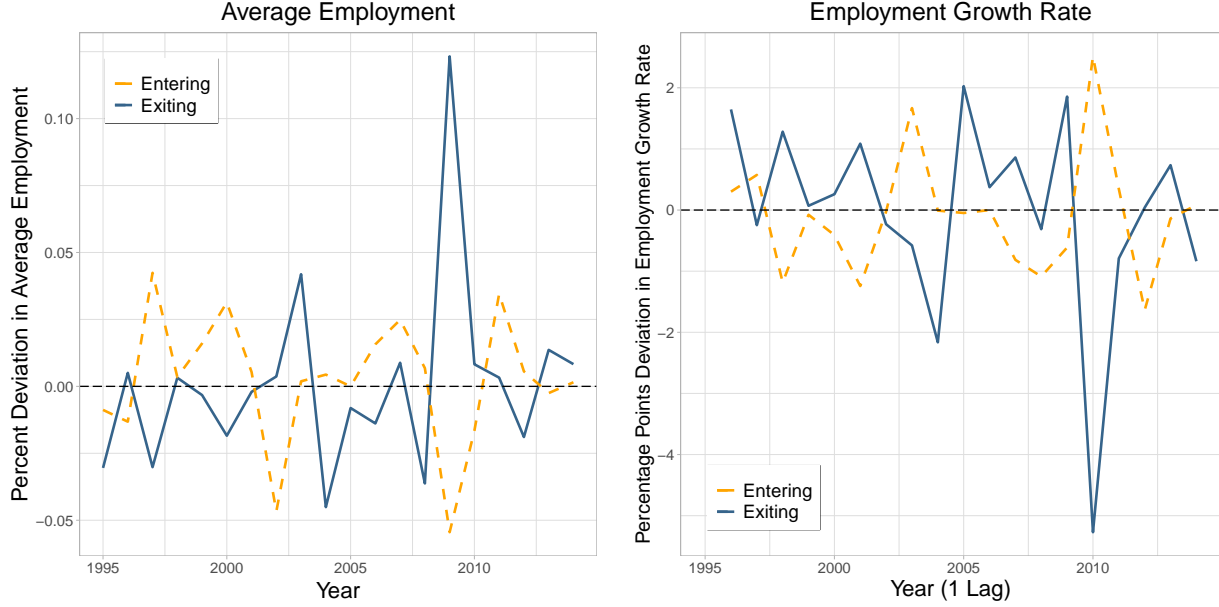 Average Employment
Percent Deviation in Average Employment
0.10
0.05
0.00
−0.05
Entering
Exiting
1995
2000
2005
2010
Year
Employment Growth Rate
Percentage Points Deviation in Employment Growth Rate
2
0
−2
−4
Entering
Exiting
1995
2000
2005
2010
Year (1 Lag)